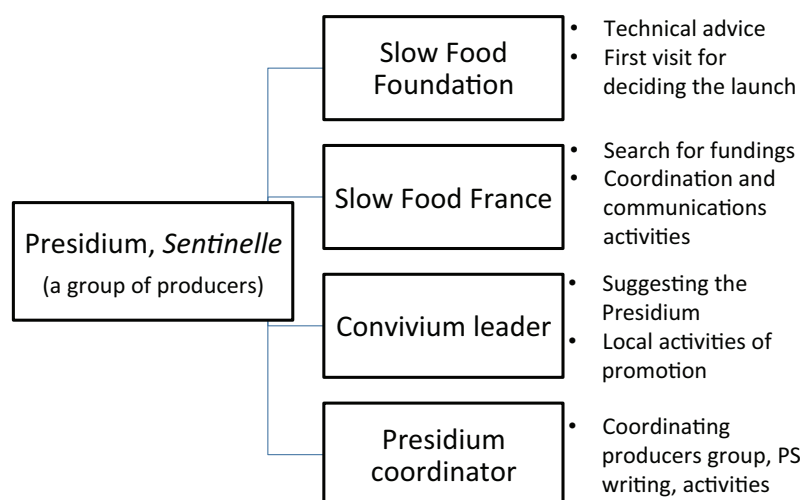 Slow Food
Foundation
• Technical advice
• First visit for
deciding the launch
Slow Food France
• Search for fundings
• Coordination and
communications
activities
Presidium, Sentinelle
(a group of producers)
Convivium leader
• Suggesting the
Presidium
• Local activities of
promotion
Presidium
coordinator
• Coordinating
producers group, PS
writing, activities